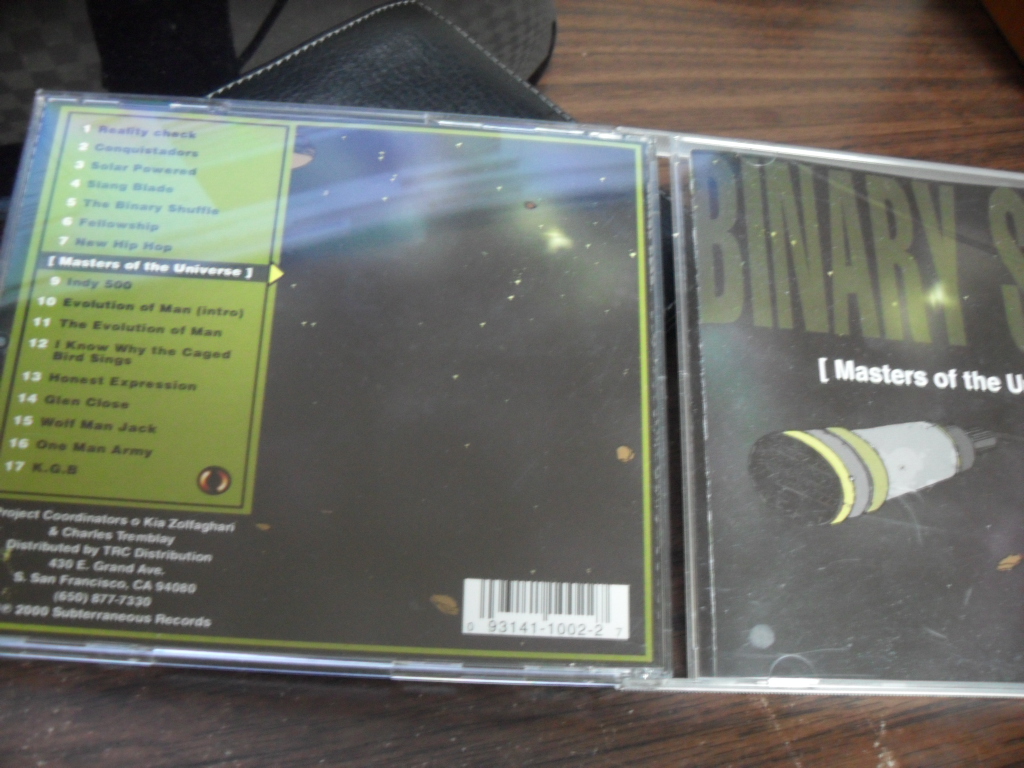 1 Reality check
2 Conquistadors
3 Solar Powered
4 Slang Blade
5 The Binary Shuffle
6 Fellowship
7 New Hip Hop
[ Masters of the Universe ]
9 Indy 500
10 Evolution of Man (intro)
11 The Evolution of Man
12 I Know Why the Caged
Bird Sings
13 Honest Expression
14 Glen Close
15 Wolf Man Jack
16 One Man Army
17 K.G.B
Project Coordinators o Kia Zolfaghari
& Charles Tremblay
Distributed by TRC Distribution
430 E. Grand Ave.
S. San Francisco, CA 94080
(650) 877-7330
℗© 2000 Subterraneous Records
0 93141-1002-2 7
BINARY S
[ Masters of the U